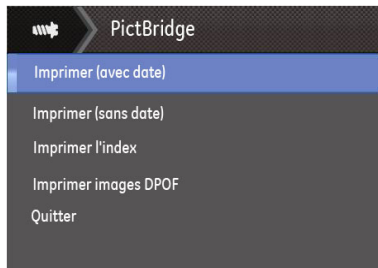 PictBridge
Imprimer (avec date)
Imprimer (sans date)
Imprimer l'index
Imprimer images DPOF
Quitter